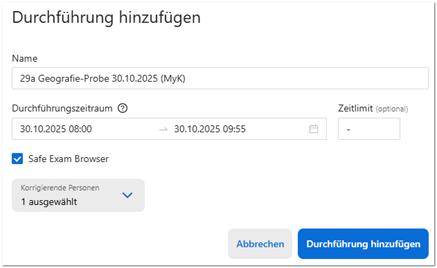 Durchführung hinzufügen
Name
29a Geografie-Probe 30.10.2025 (MyK)
Durchführungszeitraum
Zeitlimit (optional)
30.10.2025 08:00 → 30.10.2025 09:55
-
Safe Exam Browser
Korrigierende Personen
1 ausgewählt
Abbrechen
Durchführung hinzufügen